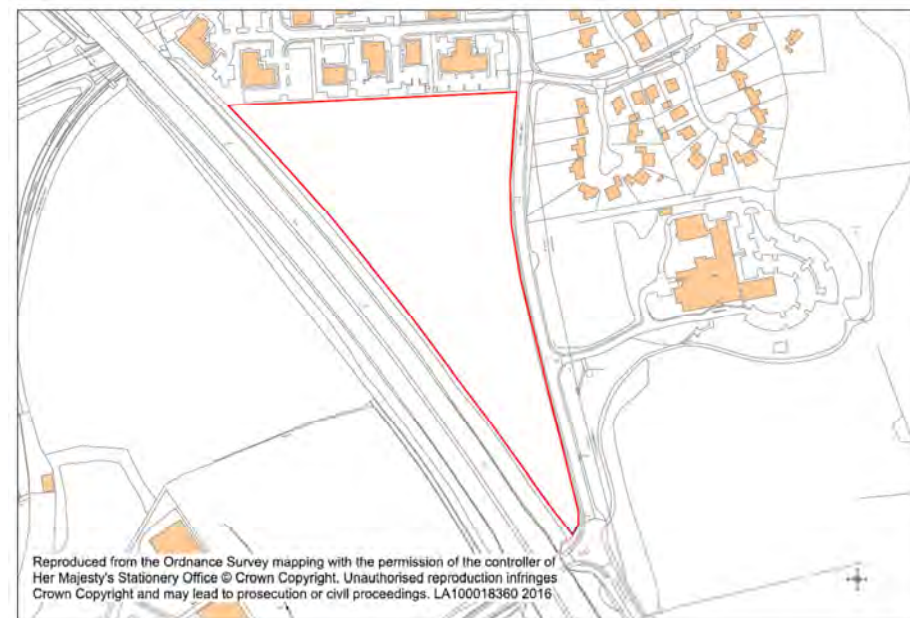 Reproduced from the Ordnance Survey mapping with the permission of the controller of
Her Majesty's Stationery Office © Crown Copyright. Unauthorised reproduction infringes
Crown Copyright and may lead to prosecution or civil proceedings. LA100018360 2016